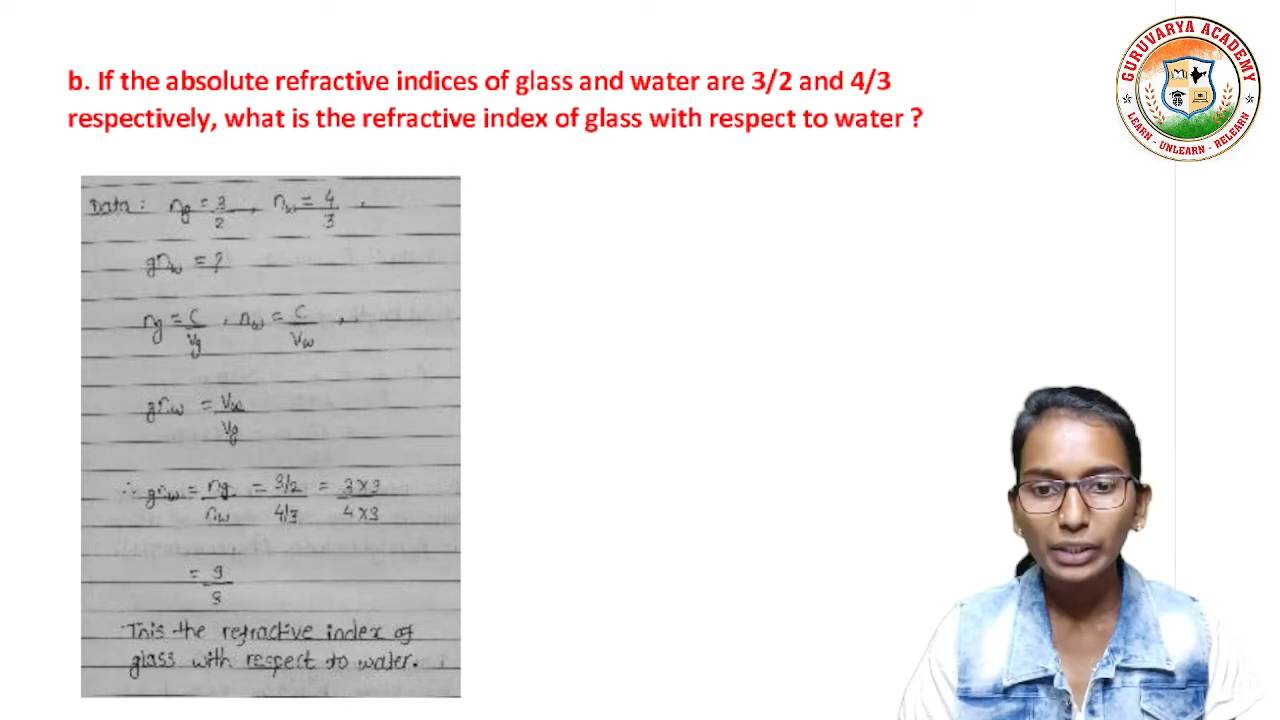 b. If the absolute refractive indices of glass and water are 3/2 and 4/3
respectively, what is the refractive index of glass with respect to water ?
GURUVARYA ACADEMY
LEARN - UNLEARN - RELEARN
Data: ng = 3/2, nw = 4/3,
gnw = ?
ng = C/Vg, nw = C/Vw,
gnw = Vw/Vg
∴ gnw = ng/nw = 3/2 / 4/3 = 3×3 / 4×3
= 9/8
This the refractive index of
glass with respect to water.